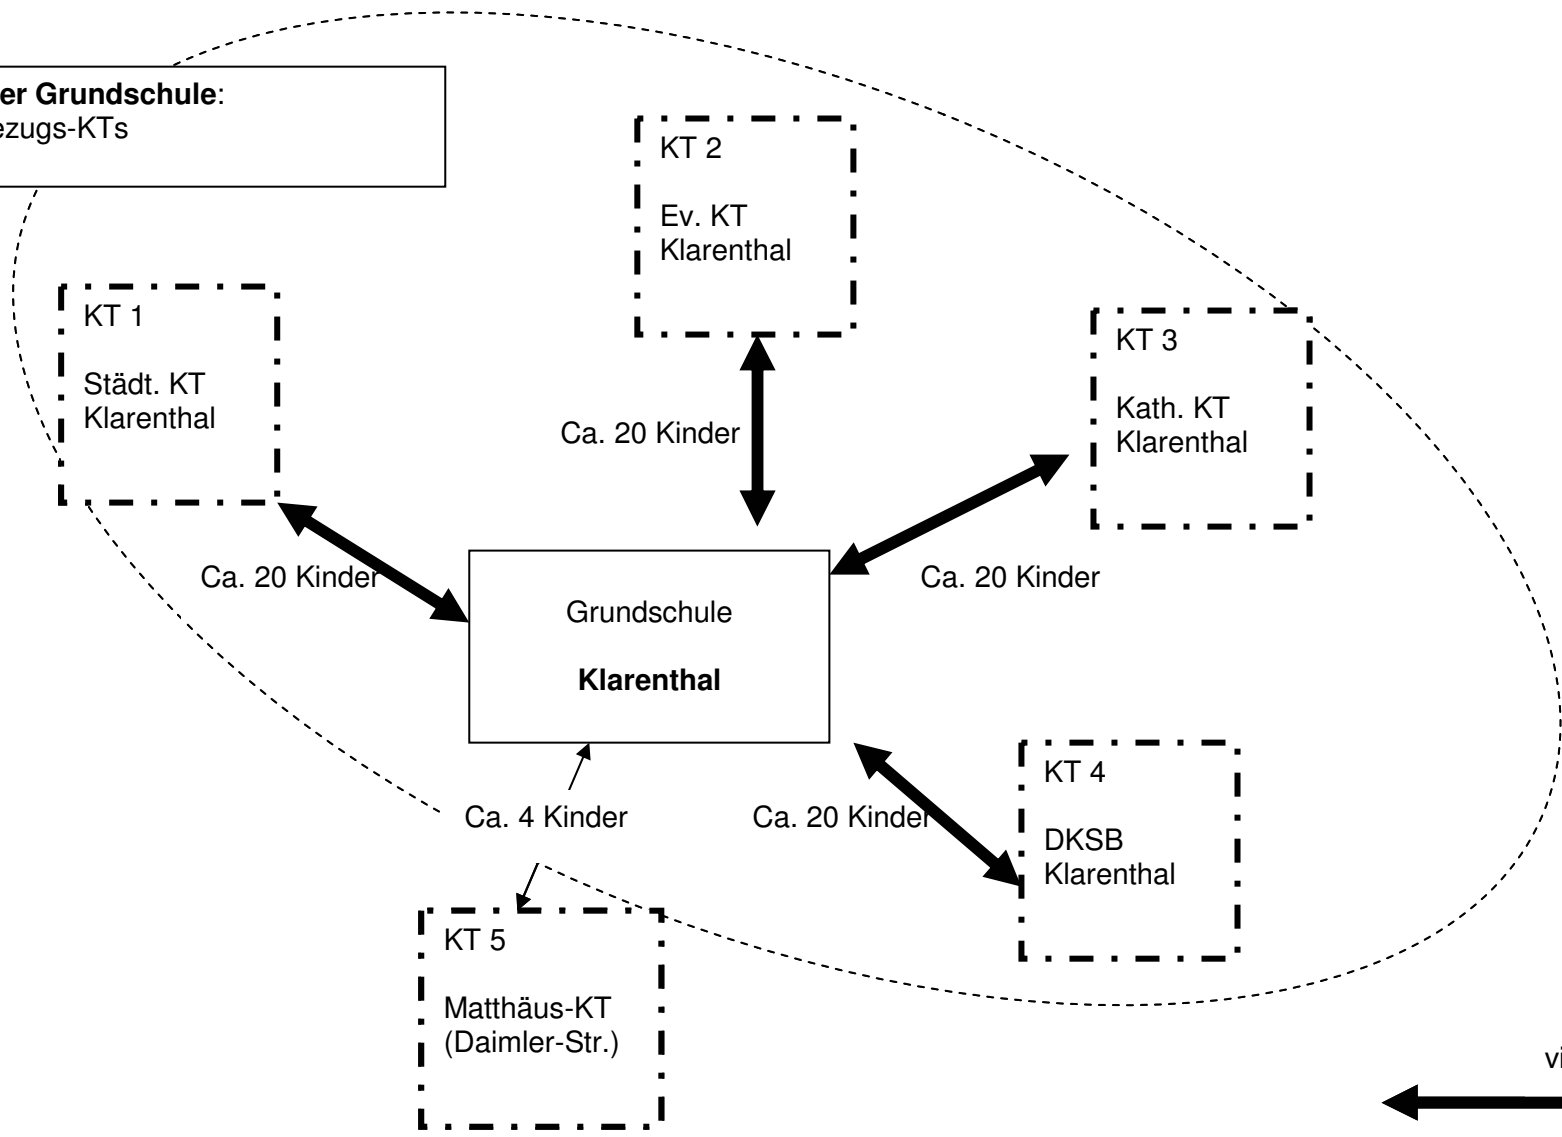 er Grundschule:
ezugs-KTs
KT 2
Ev. KT
Klarenthal
KT 1
Städt. KT
Klarenthal
KT 3
Kath. KT
Klarenthal
Ca. 20 Kinder
Ca. 20 Kinder
Ca. 20 Kinder
Grundschule
Klarenthal
Ca. 4 Kinder
Ca. 20 Kinder
KT 4
DKSB
Klarenthal
KT 5
Matthäus-KT
(Daimler-Str.)
vi